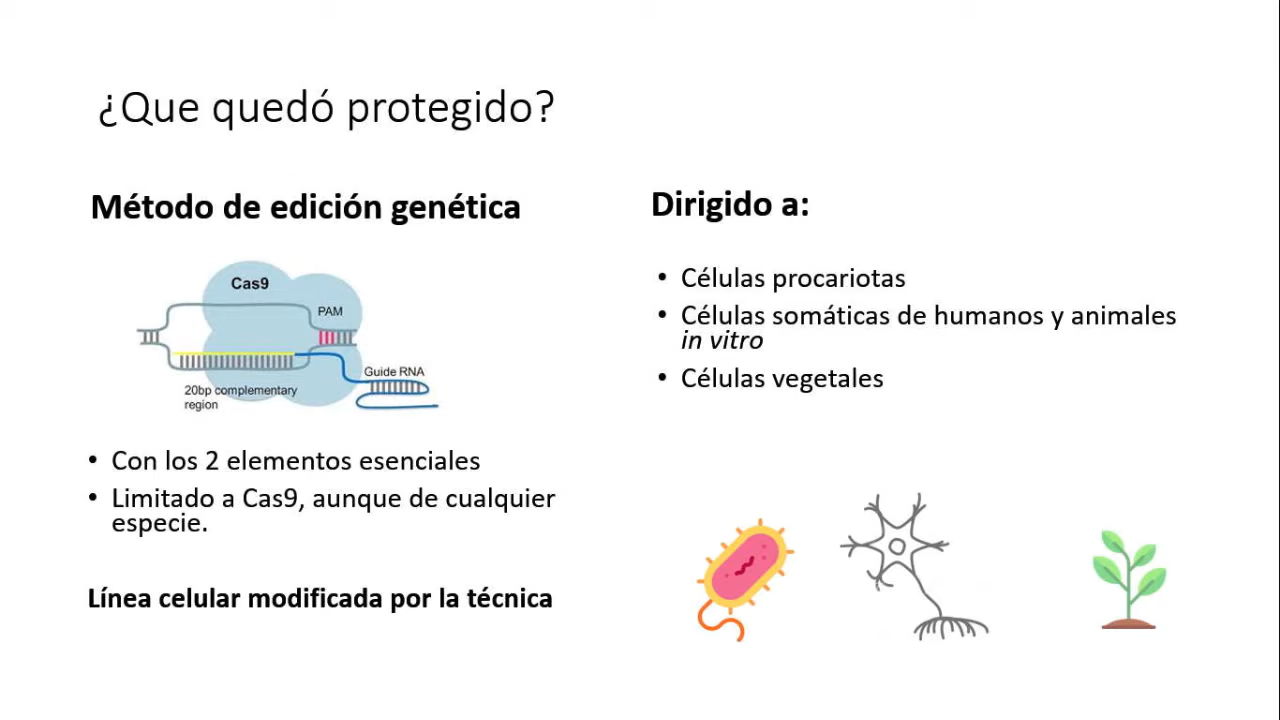 ¿Que quedó protegido?
Método de edición genética
Cas9
PAM
Guide RNA
20bp complementary
region
• Con los 2 elementos esenciales
• Limitado a Cas9, aunque de cualquier
especie.
Línea celular modificada por la técnica
Dirigido a:
• Células procariotas
• Células somáticas de humanos y animales
in vitro
• Células vegetales